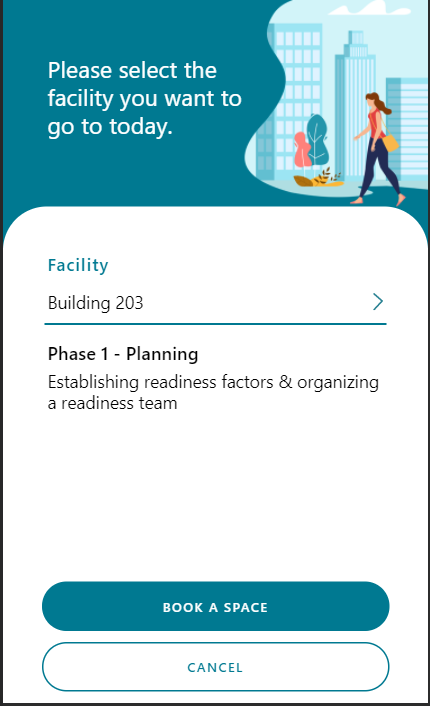 Please select the
facility you want to
go to today.
Facility
Building 203
Phase 1 - Planning
Establishing readiness factors & organizing
a readiness team
BOOK A SPACE
CANCEL